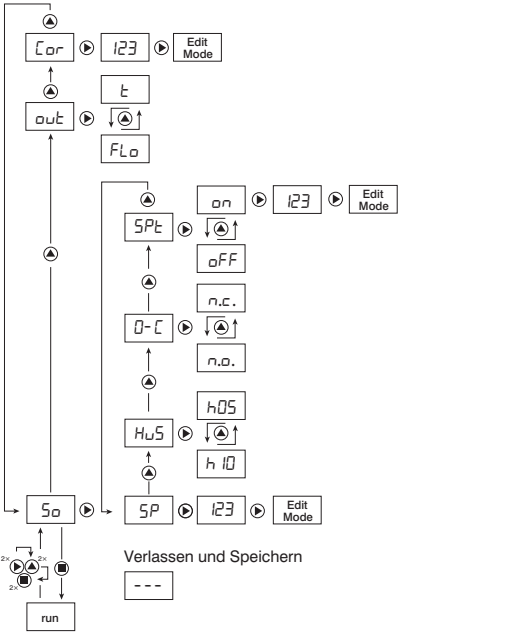 Cor 123 Edit Mode
t
out
FLo
on 123 Edit Mode
SPt
oFF
n.c.
O-C
n.o.
h05
HuS
h 10
So SP 123 Edit Mode
2× 2×
2×
Verlassen und Speichern
---
run